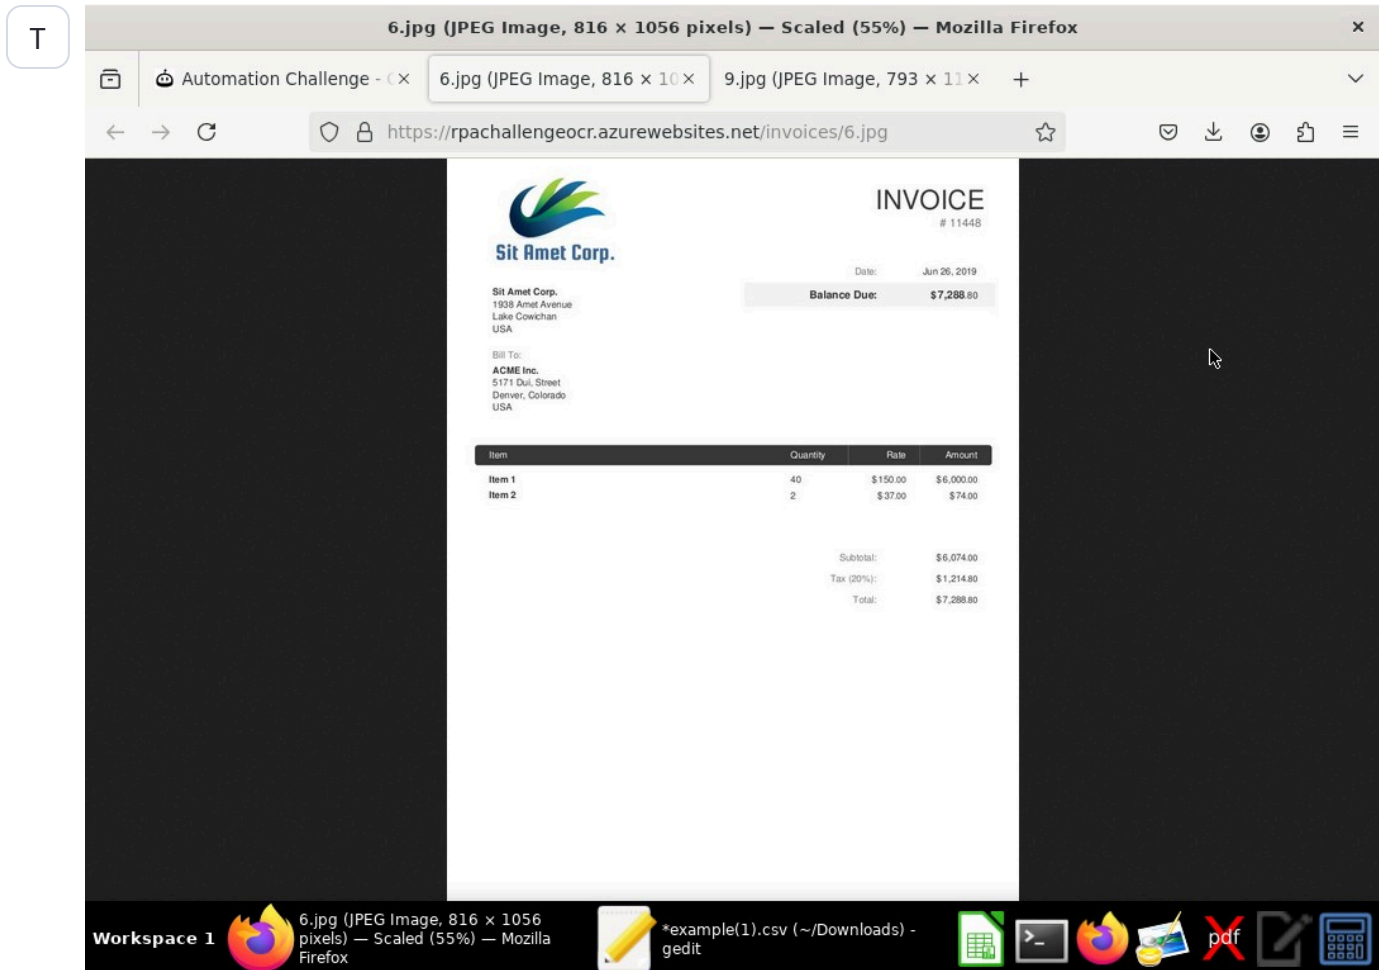 T
6.jpg (JPEG Image, 816 × 1056 pixels) — Scaled (55%) — Mozilla Firefox
Automation Challenge -
6.jpg (JPEG Image, 816 × 10
9.jpg (JPEG Image, 793 × 11
https://rpachallengeocr.azurewebsites.net/invoices/6.jpg
INVOICE
# 11448
Sit Amet Corp.
Date: Jun 26, 2019
Balance Due: $7,288.80
Sit Amet Corp.
1938 Amet Avenue
Lake Cowichan
USA
Bill To:
ACME Inc.
5171 Dui, Street
Denver, Colorado
USA
Item Quantity Rate Amount
Item 1 40 $150.00 $6,000.00
Item 2 2 $37.00 $74.00
Subtotal: $6,074.00
Tax (20%): $1,214.80
Total: $7,288.80
Workspace 1
6.jpg (JPEG Image, 816 × 1056
pixels) — Scaled (55%) — Mozilla
Firefox
*example(1).csv (~/Downloads) -
gedit
pdf